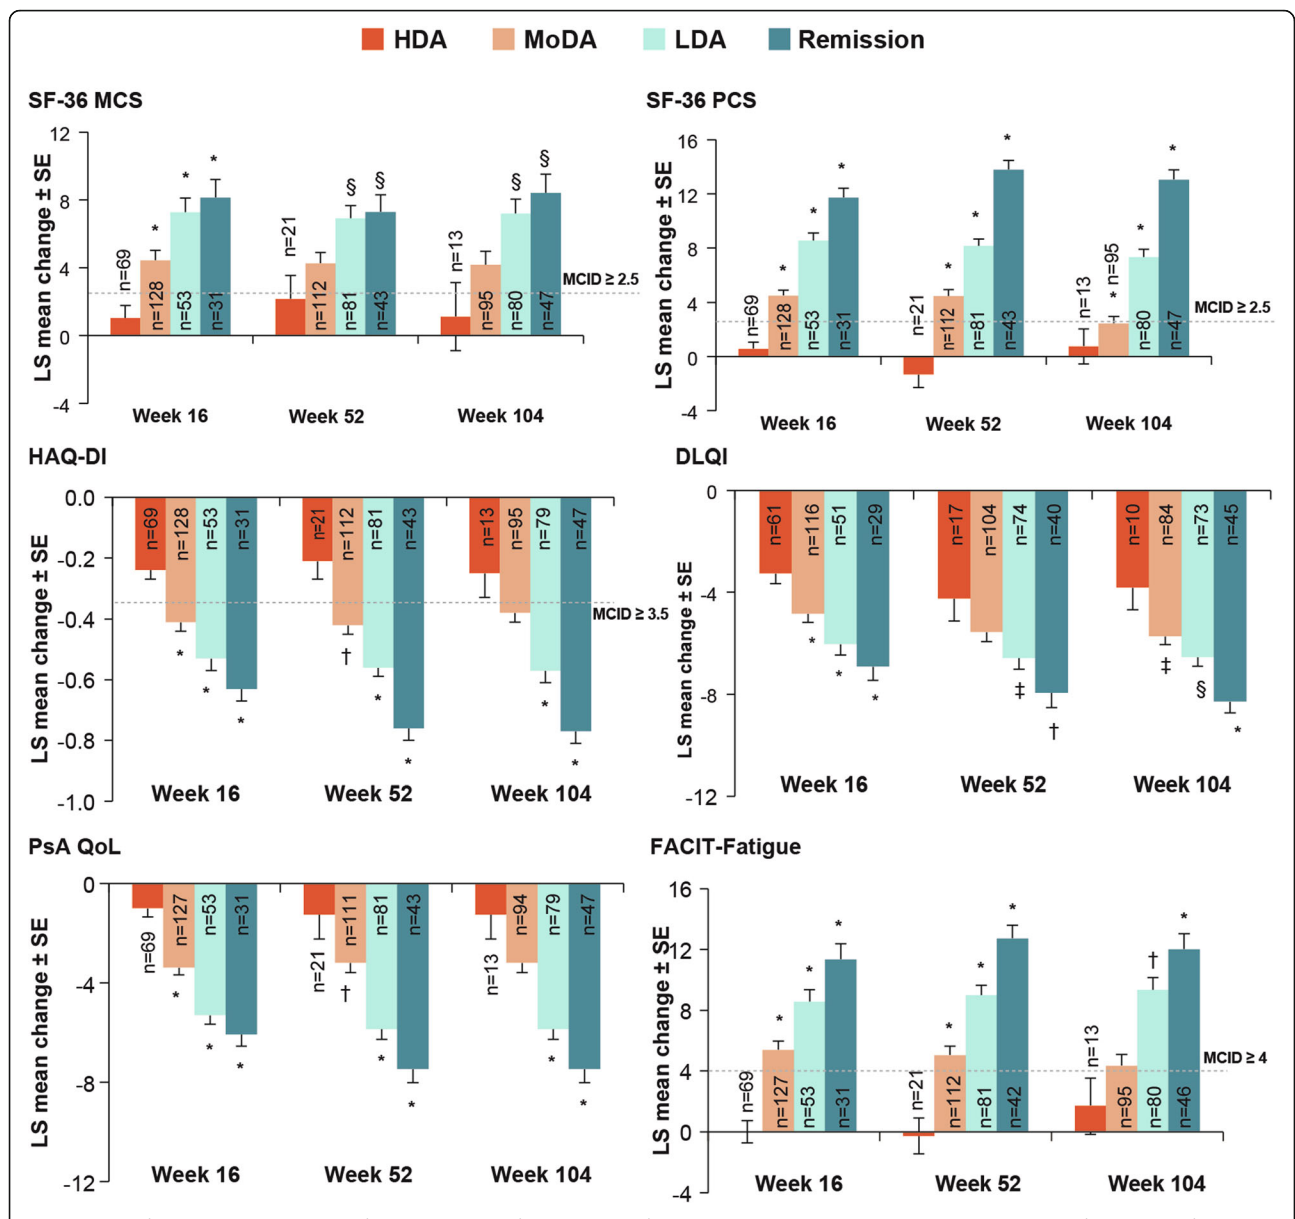 HDA MoDA LDA Remission
SF-36 MCS
LS mean change ± SE
12
8
4
0
-4
n=69
*
n=128
*
n=53
*
n=31
n=21
n=112
§
n=81
§
n=43
n=13
n=95
§
n=80
§
n=47
MCID ≥ 2.5
Week 16 Week 52 Week 104
SF-36 PCS
LS mean change ± SE
16
12
8
4
0
-4
n=69
*
n=128
*
n=53
*
n=31
n=21
*
n=112
*
n=81
*
n=43
n=13
* n=95
*
n=80
*
n=47
MCID ≥ 2.5
Week 16 Week 52 Week 104
HAQ-DI
LS mean change ± SE
0.0
-0.2
-0.4
-0.6
-0.8
-1.0
n=69
n=128
*
n=53
*
n=31
*
n=21
n=112
†
n=81
*
n=43
*
n=13
n=95
n=79
*
n=47
*
MCID ≥ 3.5
Week 16 Week 52 Week 104
DLQI
LS mean change ± SE
0
-4
-8
-12
n=61
n=116
*
n=51
*
n=29
*
n=17
n=104
n=74
‡
n=40
†
n=10
n=84
‡
n=73
§
n=45
*
Week 16 Week 52 Week 104
PsA QoL
LS mean change ± SE
0
-4
-8
-12
n=69
n=127
*
n=53
*
n=31
*
n=21
n=111
†
n=81
*
n=43
*
n=13
n=94
n=79
*
n=47
*
Week 16 Week 52 Week 104
FACIT-Fatigue
LS mean change ± SE
16
12
8
4
0
-4
n=69
*
n=127
*
n=53
*
n=31
n=21
*
n=112
*
n=81
*
n=42
n=13
n=95
†
n=80
*
n=46
MCID ≥ 4
Week 16 Week 52 Week 104